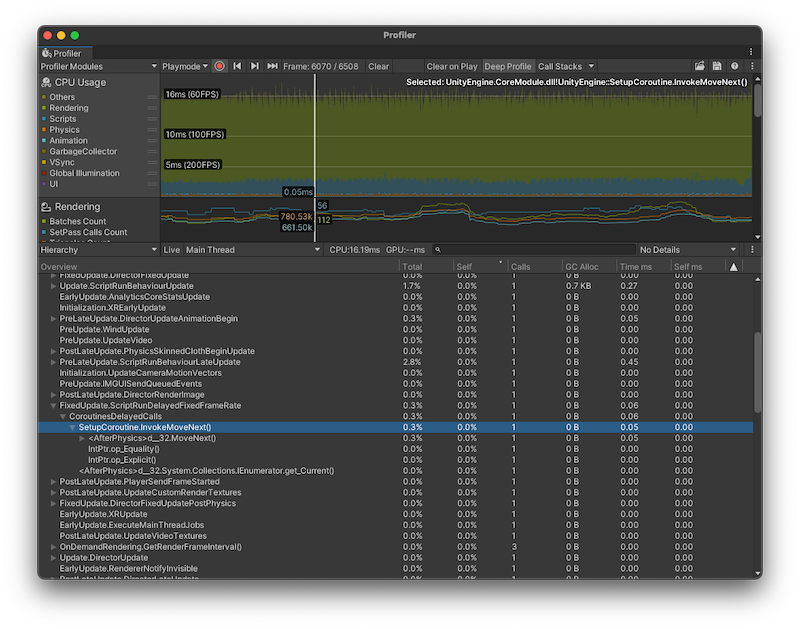 Profiler
Profiler
Profiler Modules Playmode Frame: 6070 / 6508 Clear Clear on Play Deep Profile Call Stacks
CPU Usage
Others
Rendering
Scripts
Physics
Animation
GarbageCollector
VSync
Global Illumination
UI
Selected: UnityEngine.CoreModule.dll!UnityEngine::SetupCoroutine.InvokeMoveNext()
16ms (60FPS)
10ms (100FPS)
5ms (200FPS)
0.05ms
Rendering
Batches Count
SetPass Calls Count
56
780.53k 112
661.50k
Hierarchy Live Main Thread CPU:16.19ms GPU:--ms No Details
Overview Total Self Calls GC Alloc Time ms Self ms
FixedUpdate.DirectorFixedUpdate 0.0% 0.0% 1 0 B 0.00 0.00
Update.ScriptRunBehaviourUpdate 1.7% 0.0% 1 0.7 KB 0.27 0.00
EarlyUpdate.AnalyticsCoreStatsUpdate 0.0% 0.0% 1 0 B 0.00 0.00
Initialization.XREarlyUpdate 0.0% 0.0% 1 0 B 0.00 0.00
PreLateUpdate.DirectorUpdateAnimationBegin 0.3% 0.0% 1 0 B 0.05 0.00
PreUpdate.WindUpdate 0.0% 0.0% 1 0 B 0.00 0.00
PreUpdate.UpdateVideo 0.0% 0.0% 1 0 B 0.00 0.00
PostLateUpdate.PhysicsSkinnedClothBeginUpdate 0.0% 0.0% 1 0 B 0.00 0.00
PreLateUpdate.ScriptRunBehaviourLateUpdate 2.8% 0.0% 1 0 B 0.45 0.00
Initialization.UpdateCameraMotionVectors 0.0% 0.0% 1 0 B 0.00 0.00
PreUpdate.IMGUISendQueuedEvents 0.0% 0.0% 1 0 B 0.00 0.00
PostLateUpdate.DirectorRenderImage 0.0% 0.0% 1 0 B 0.00 0.00
FixedUpdate.ScriptRunDelayedFixedFrameRate 0.3% 0.0% 1 0 B 0.06 0.00
CoroutinesDelayedCalls 0.3% 0.0% 1 0 B 0.06 0.00
SetupCoroutine.InvokeMoveNext() 0.3% 0.0% 1 0 B 0.05 0.00
<AfterPhysics>d__32.MoveNext() 0.3% 0.0% 1 0 B 0.05 0.00
IntPtr.op_Equality() 0.0% 0.0% 1 0 B 0.00 0.00
IntPtr.op_Explicit() 0.0% 0.0% 1 0 B 0.00 0.00
<AfterPhysics>d__32.System.Collections.IEnumerator.get_Current() 0.0% 0.0% 1 0 B 0.00 0.00
PostLateUpdate.PlayerSendFrameStarted 0.0% 0.0% 1 0 B 0.00 0.00
PostLateUpdate.UpdateCustomRenderTextures 0.0% 0.0% 1 0 B 0.00 0.00
FixedUpdate.DirectorFixedUpdatePostPhysics 0.0% 0.0% 1 0 B 0.00 0.00
EarlyUpdate.XRUpdate 0.0% 0.0% 1 0 B 0.00 0.00
EarlyUpdate.ExecuteMainThreadJobs 0.0% 0.0% 1 0 B 0.00 0.00
PostLateUpdate.UpdateVideoTextures 0.0% 0.0% 1 0 B 0.00 0.00
OnDemandRendering.GetRenderFrameInterval() 0.0% 0.0% 3 0 B 0.00 0.00
Update.DirectorUpdate 0.0% 0.0% 1 0 B 0.00 0.00
EarlyUpdate.RendererNotifyInvisible 0.0% 0.0% 1 0 B 0.00 0.00